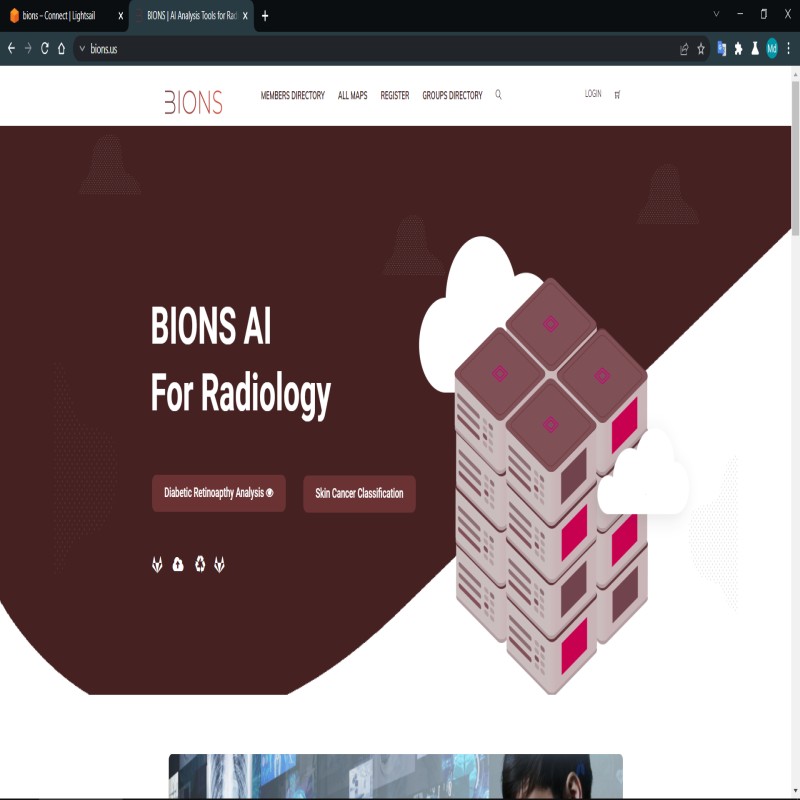 bions – Connect | Lightsail
BIONS | AI Analysis Tools for Rad
bions.us
Md
BIONS
MEMBERS DIRECTORY
ALL MAPS
REGISTER
GROUPS DIRECTORY
LOGIN
BIONS AI
For Radiology
Diabetic Retinoapthy Analysis
Skin Cancer Classification